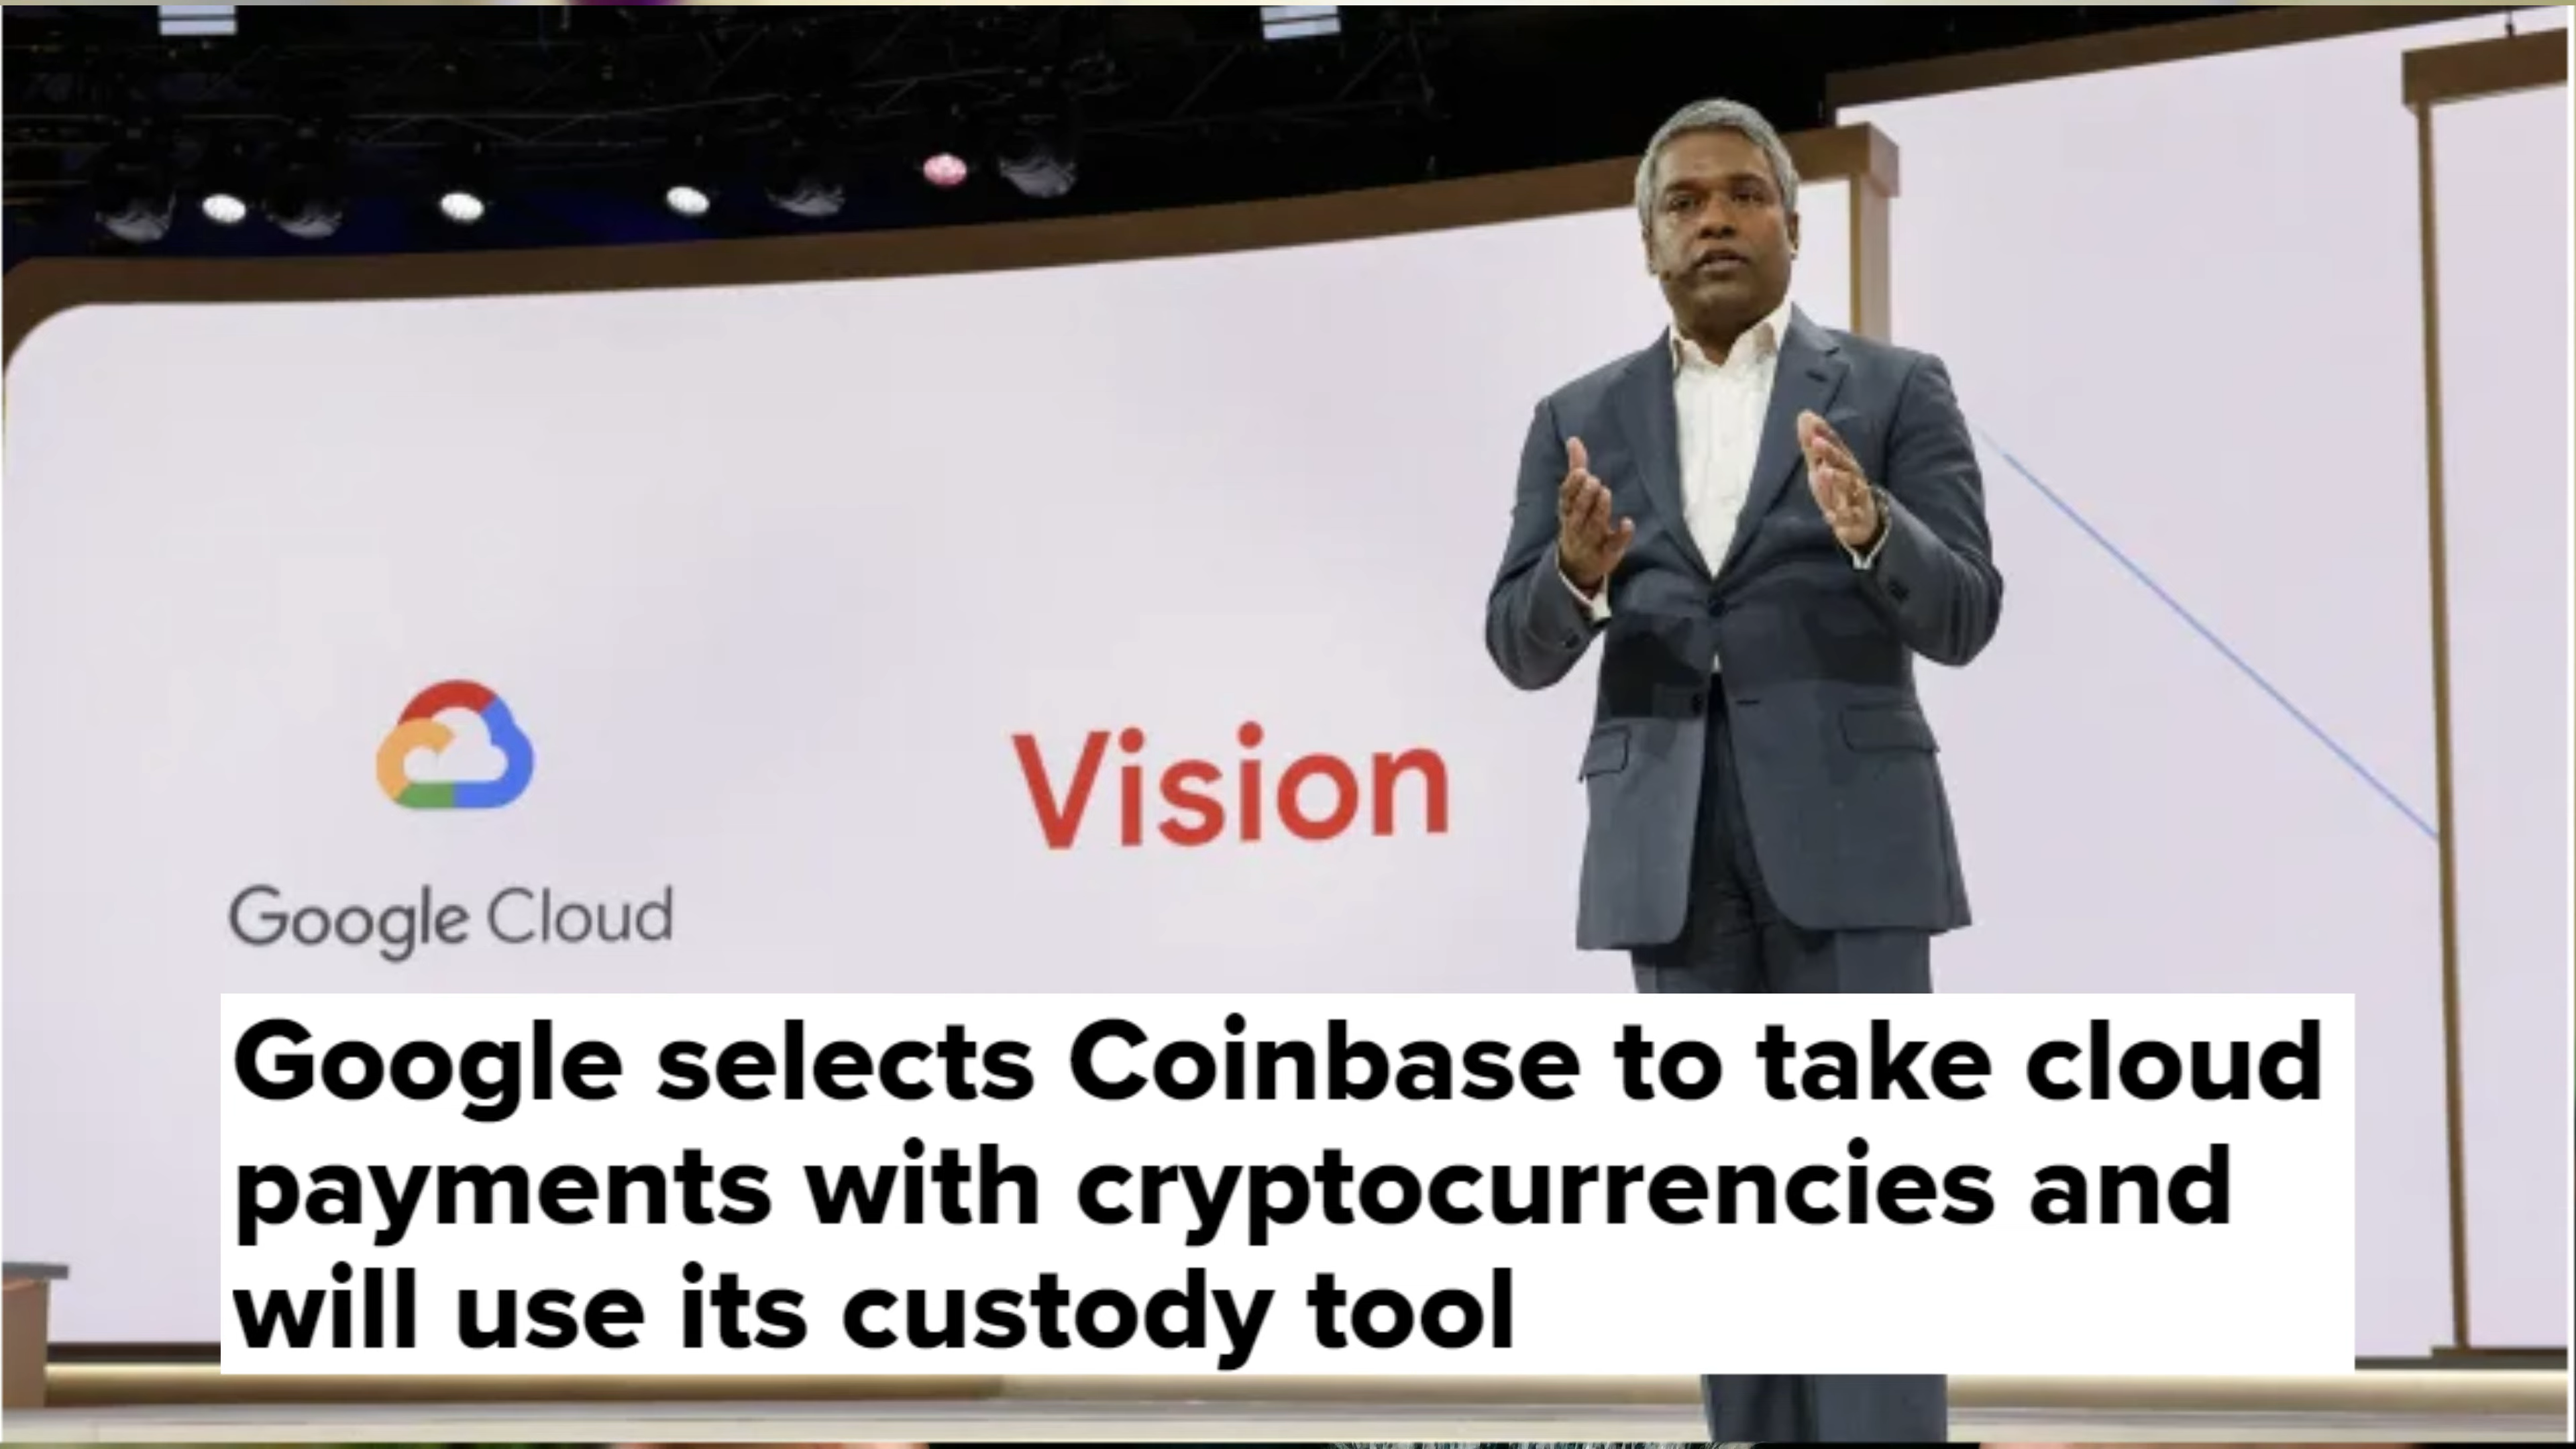 Vision
Google Cloud
Google selects Coinbase to take cloud
payments with cryptocurrencies and
will use its custody tool